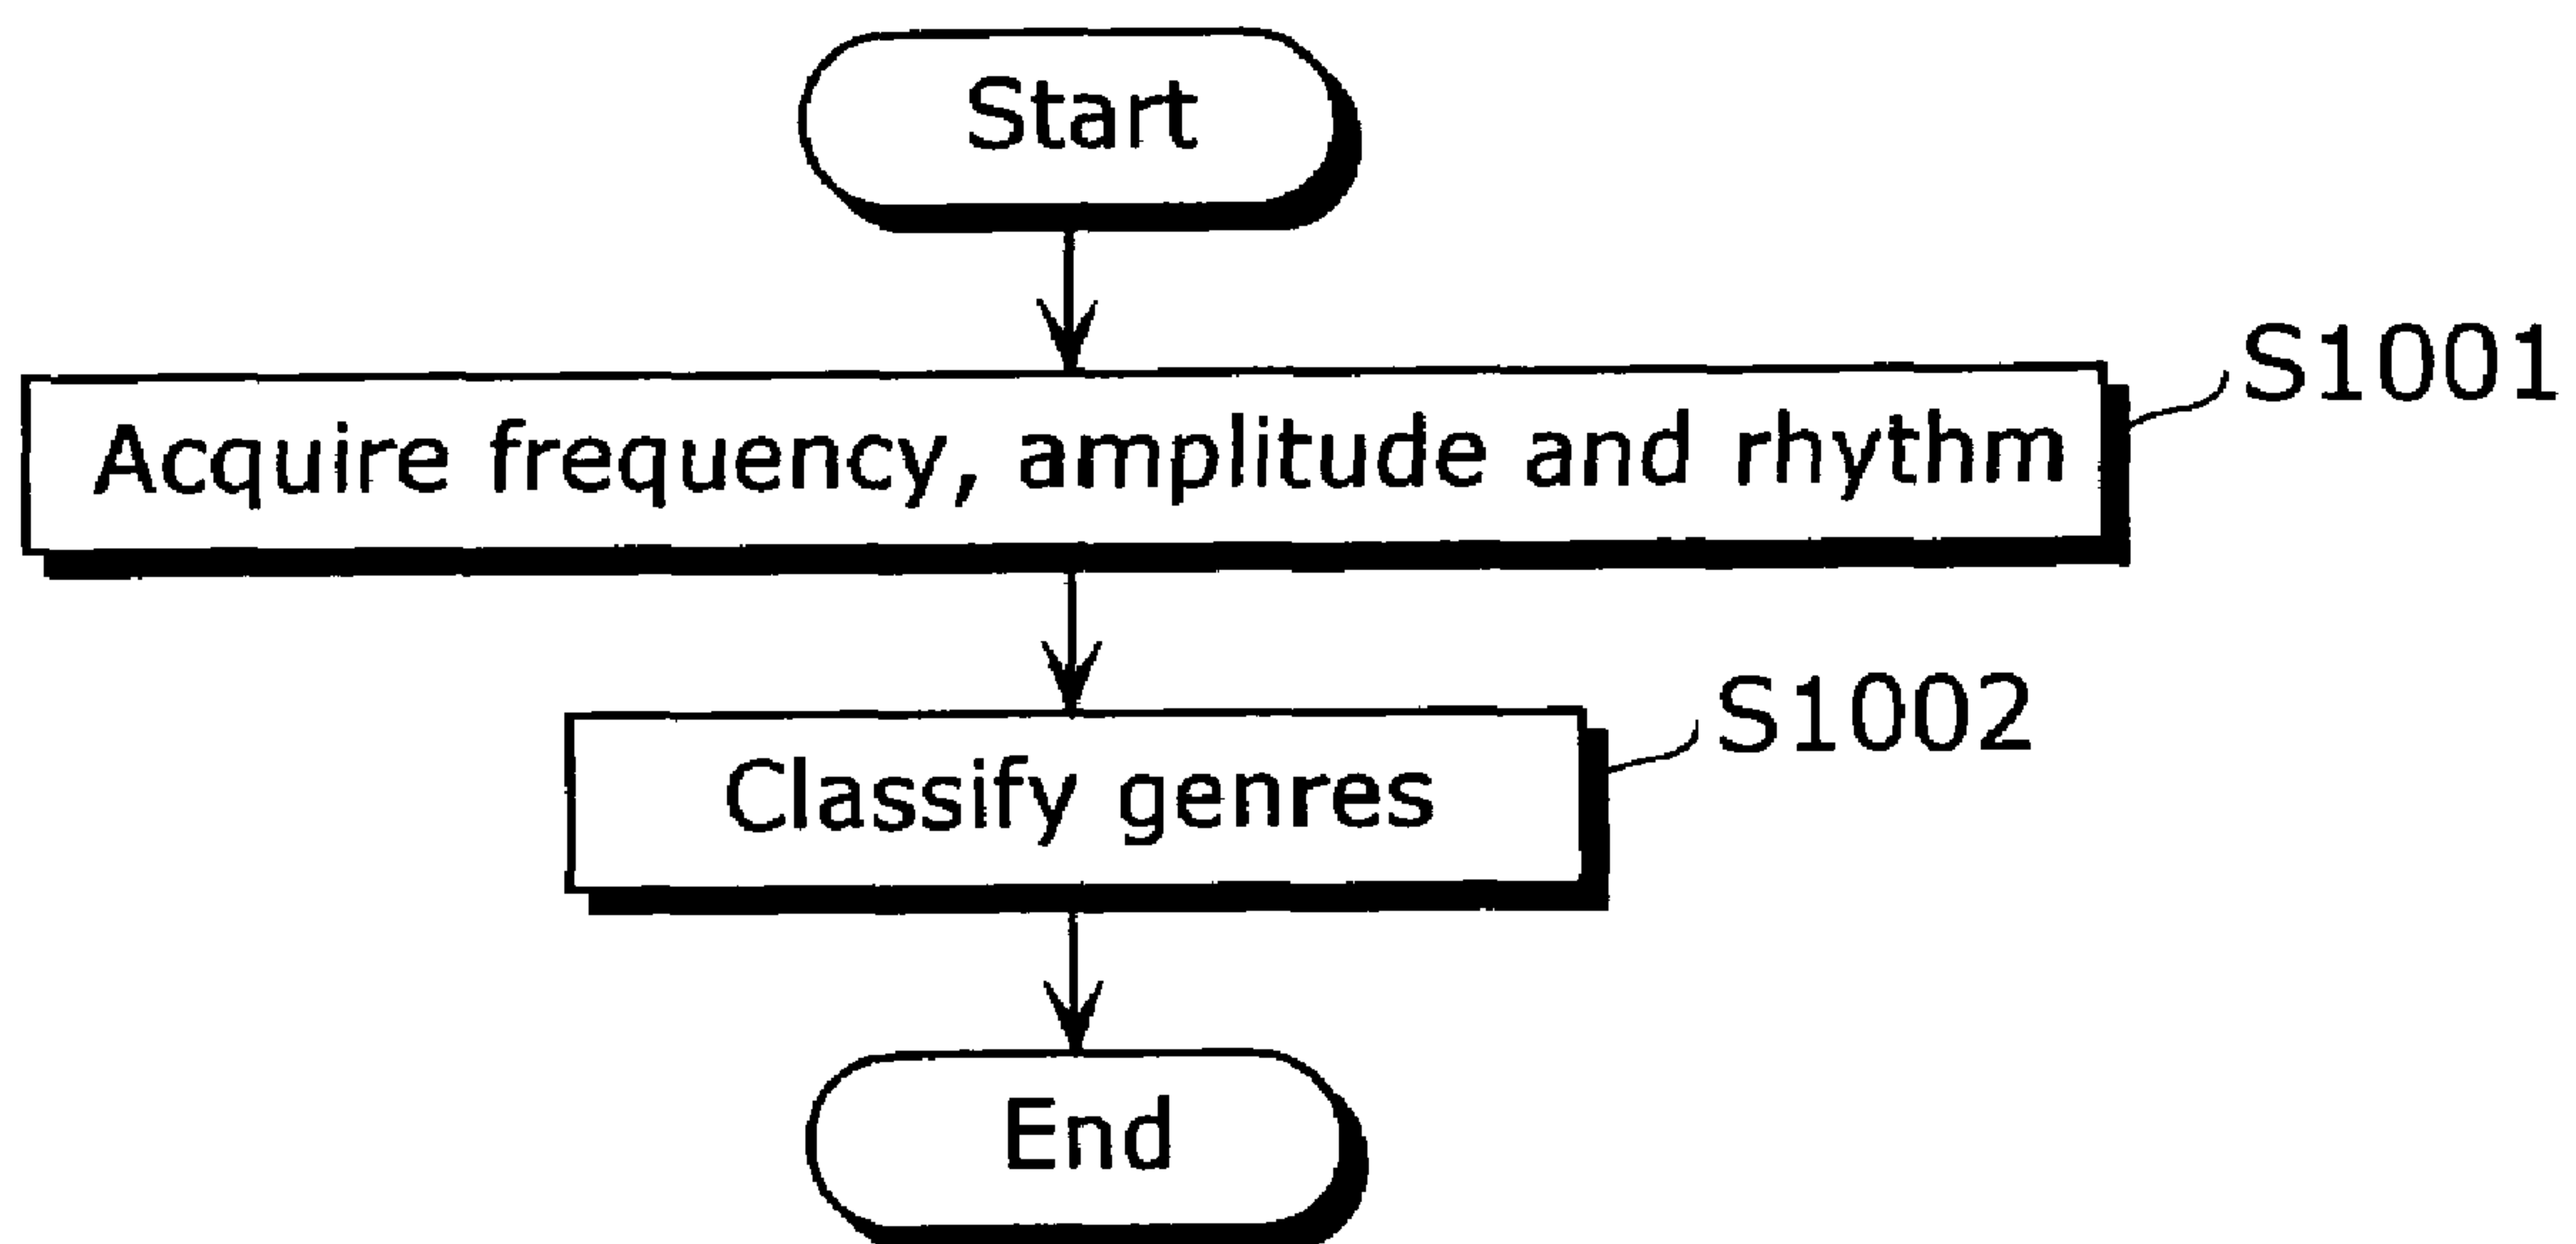 Start
S1001
Acquire frequency, amplitude and rhythm
S1002
Classify genres
End